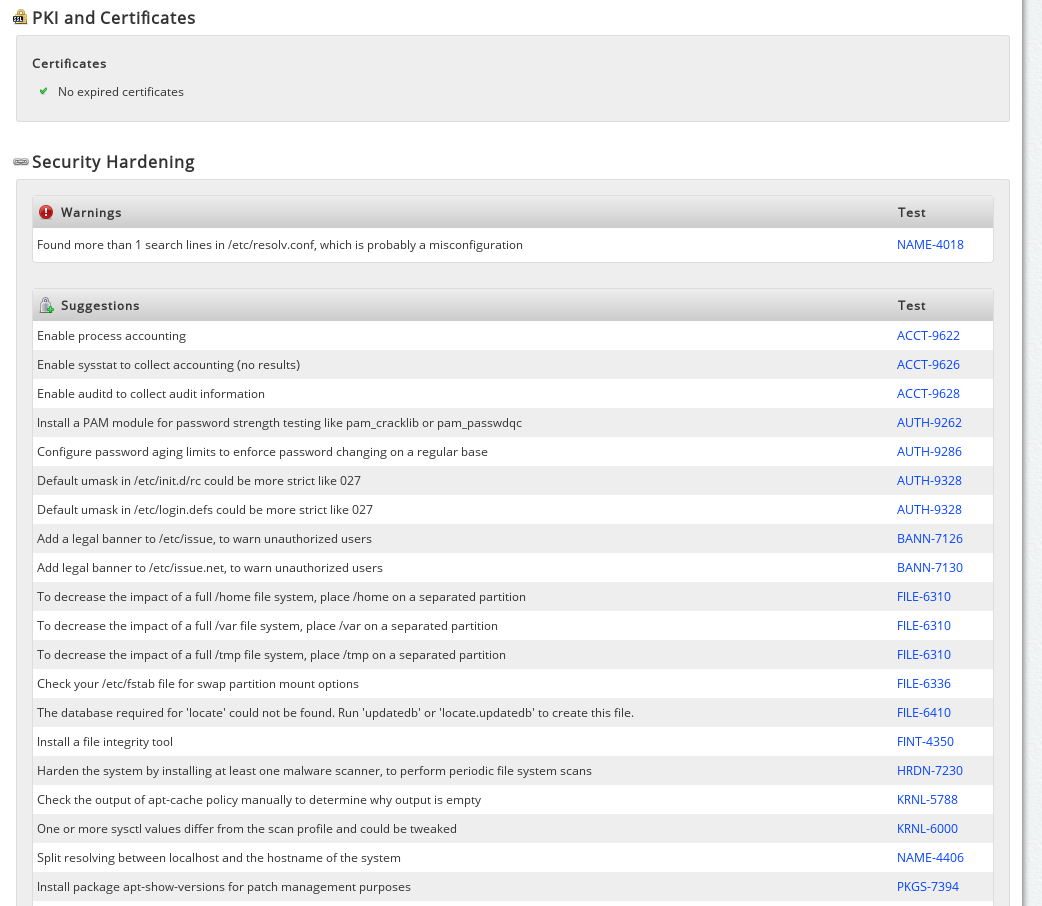 PKI and Certificates
Certificates
No expired certificates
Security Hardening
Warnings Test
Found more than 1 search lines in /etc/resolv.conf, which is probably a misconfiguration NAME-4018
Suggestions Test
Enable process accounting ACCT-9622
Enable sysstat to collect accounting (no results) ACCT-9626
Enable auditd to collect audit information ACCT-9628
Install a PAM module for password strength testing like pam_cracklib or pam_passwdqc AUTH-9262
Configure password aging limits to enforce password changing on a regular base AUTH-9286
Default umask in /etc/init.d/rc could be more strict like 027 AUTH-9328
Default umask in /etc/login.defs could be more strict like 027 AUTH-9328
Add a legal banner to /etc/issue, to warn unauthorized users BANN-7126
Add legal banner to /etc/issue.net, to warn unauthorized users BANN-7130
To decrease the impact of a full /home file system, place /home on a separated partition FILE-6310
To decrease the impact of a full /var file system, place /var on a separated partition FILE-6310
To decrease the impact of a full /tmp file system, place /tmp on a separated partition FILE-6310
Check your /etc/fstab file for swap partition mount options FILE-6336
The database required for 'locate' could not be found. Run 'updatedb' or 'locate.updatedb' to create this file. FILE-6410
Install a file integrity tool FINT-4350
Harden the system by installing at least one malware scanner, to perform periodic file system scans HRDN-7230
Check the output of apt-cache policy manually to determine why output is empty KRNL-5788
One or more sysctl values differ from the scan profile and could be tweaked KRNL-6000
Split resolving between localhost and the hostname of the system NAME-4406
Install package apt-show-versions for patch management purposes PKGS-7394